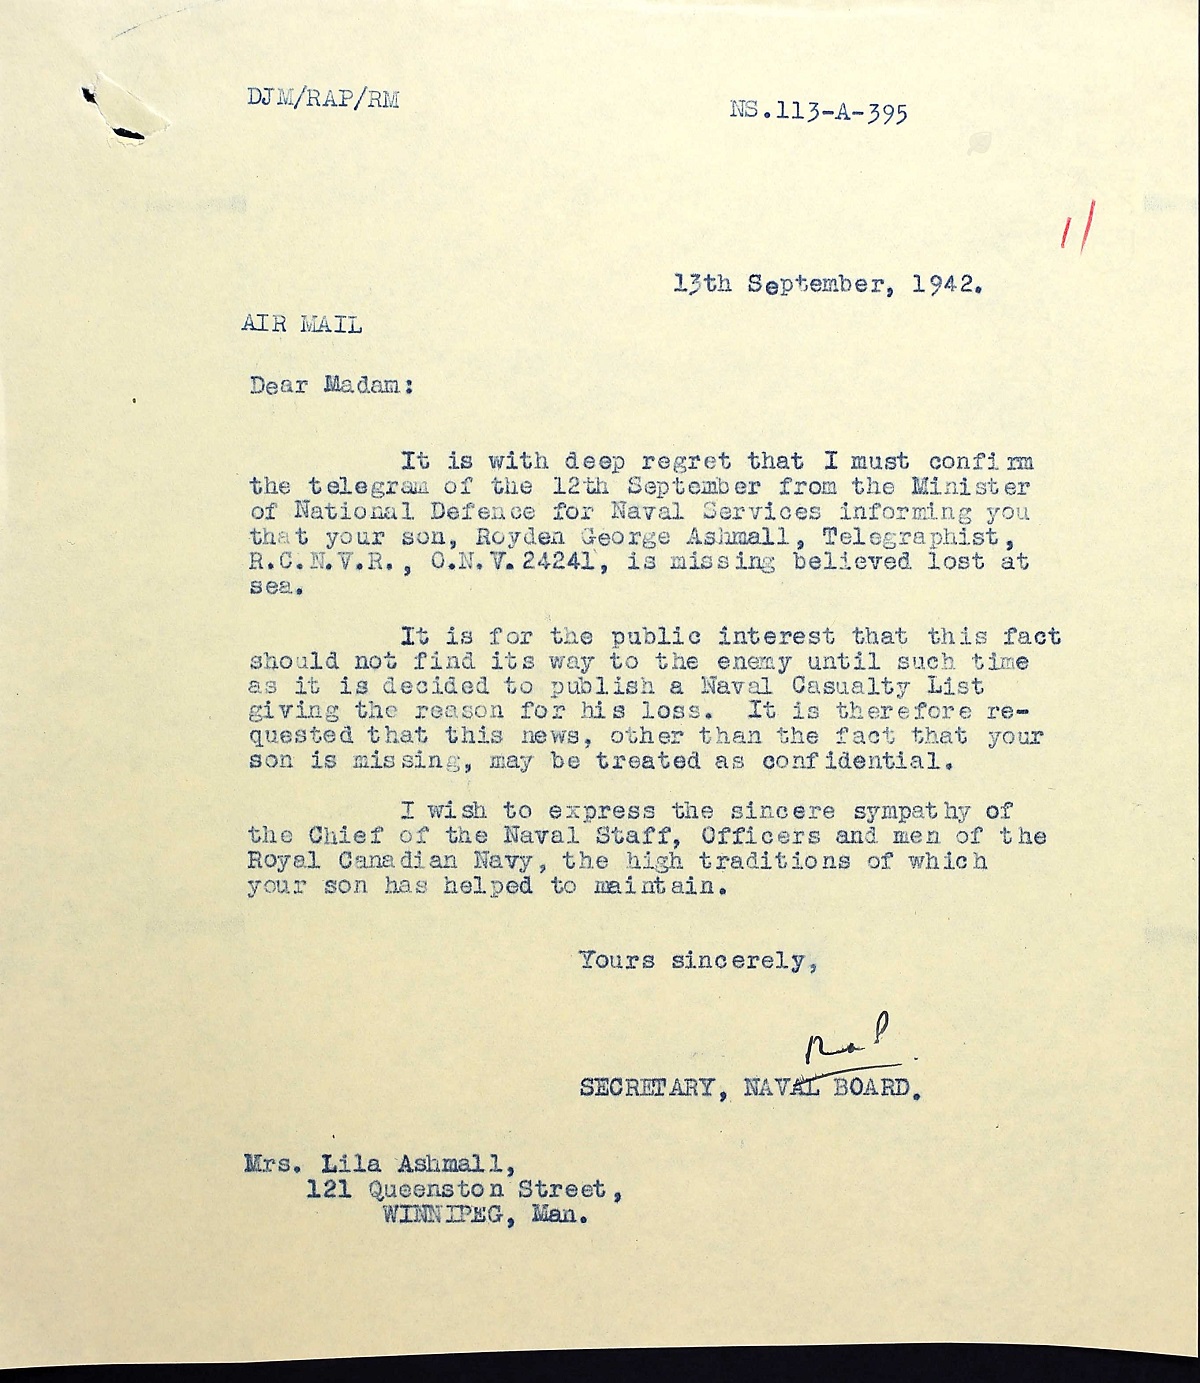 DJM/RAP/RM
NS.113-A-395
11
13th September, 1942.
AIR MAIL
Dear Madam:
It is with deep regret that I must confirm
the telegram of the 12th September from the Minister
of National Defence for Naval Services informing you
that your son, Royden George Ashmall, Telegraphist,
R.C.N.V.R., O.N.V.24241, is missing believed lost at
sea.
It is for the public interest that this fact
should not find its way to the enemy until such time
as it is decided to publish a Naval Casualty List
giving the reason for his loss. It is therefore re-
quested that this news, other than the fact that your
son is missing, may be treated as confidential.
I wish to express the sincere sympathy of
the Chief of the Naval Staff, Officers and men of the
Royal Canadian Navy, the high traditions of which
your son has helped to maintain.
Yours sincerely,
SECRETARY, NAVAL BOARD.
Mrs. Lila Ashmall,
121 Queenston Street,
WINNIPEG, Man.